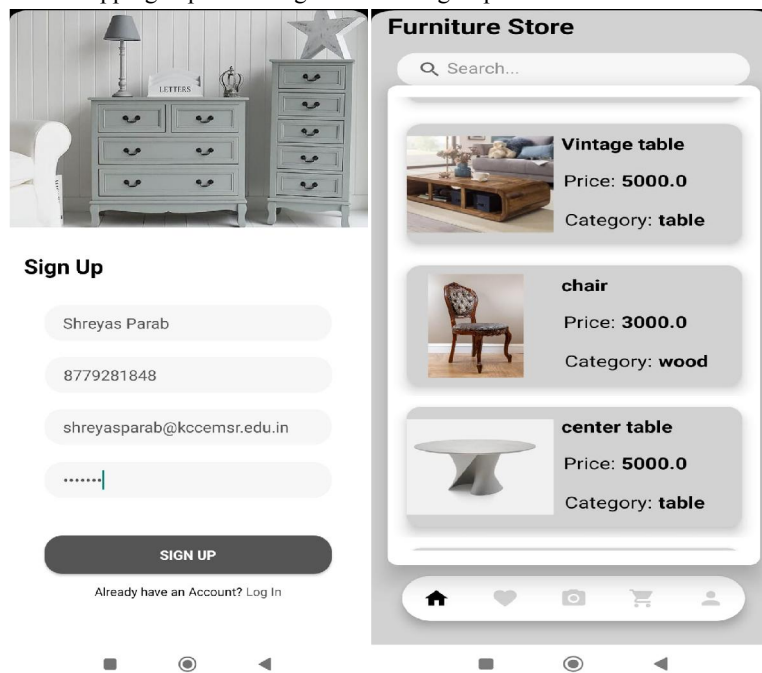 LETTERS
Sign Up
Shreyas Parab
8779281848
shreyasparab@kccemsr.edu.in
•••••••
SIGN UP
Already have an Account? Log In
Furniture Store
Search...
Vintage table
Price: 5000.0
Category: table
chair
Price: 3000.0
Category: wood
center table
Price: 5000.0
Category: table